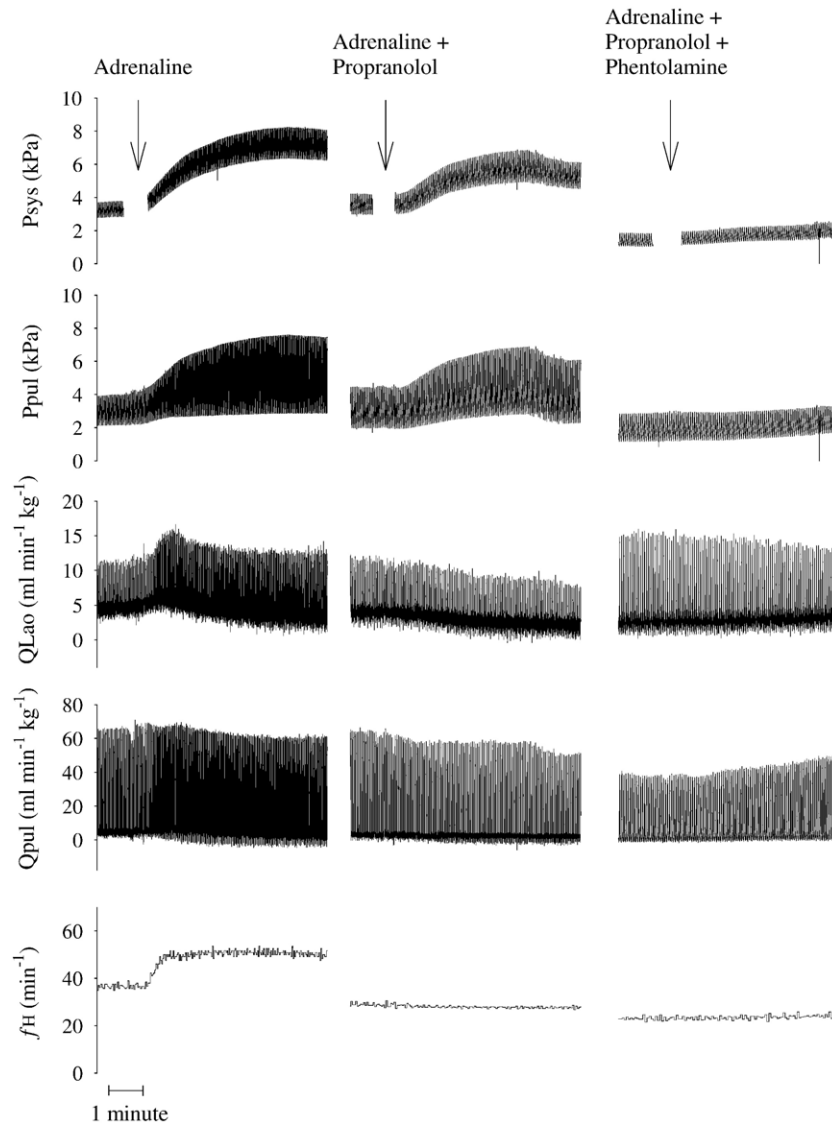 Adrenaline
Adrenaline +
Propranolol
Adrenaline +
Propranolol +
Phentolamine
Psys (kPa)
10
8
6
4
2
0
Ppul (kPa)
10
8
6
4
2
0
QLao (ml min⁻¹ kg⁻¹)
20
15
10
5
0
Qpul (ml min⁻¹ kg⁻¹)
80
60
40
20
0
fH (min⁻¹)
60
40
20
0
1 minute